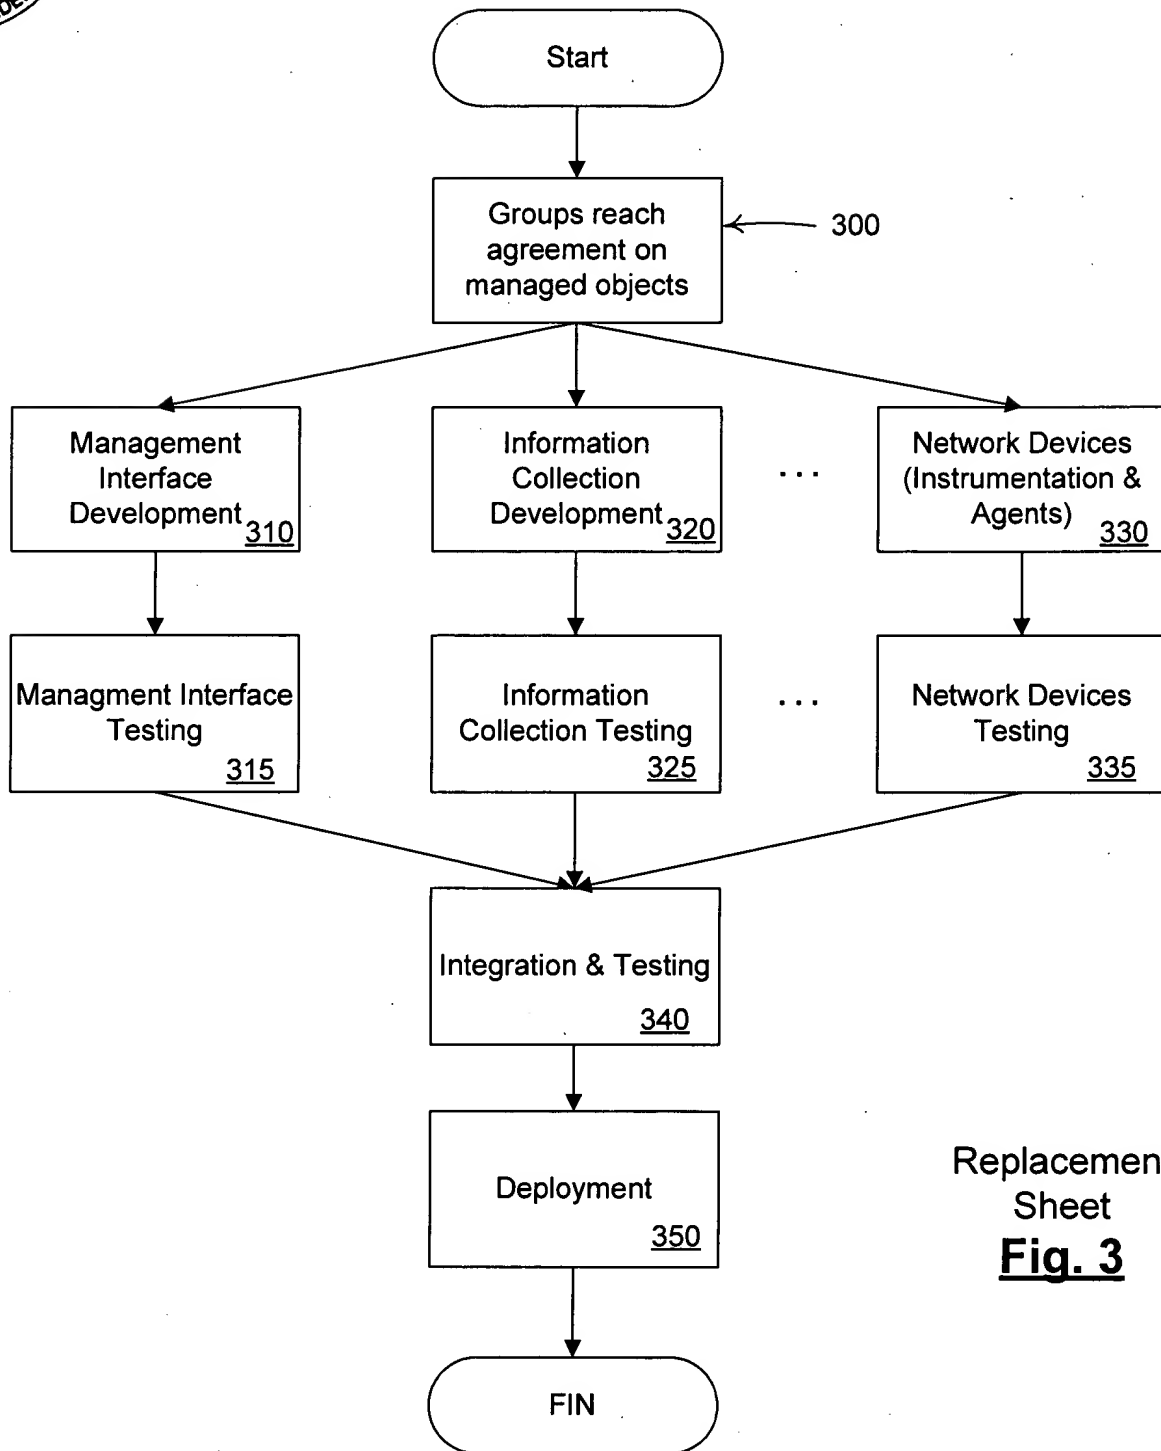 Start
Groups reach
agreement on
managed objects
300
Management
Interface
Development
310
Information
Collection
Development
320
...
Network Devices
(Instrumentation &
Agents)
330
Managment Interface
Testing
315
Information
Collection Testing
325
...
Network Devices
Testing
335
Integration & Testing
340
Deployment
350
Replacemen
Sheet
Fig. 3
FIN